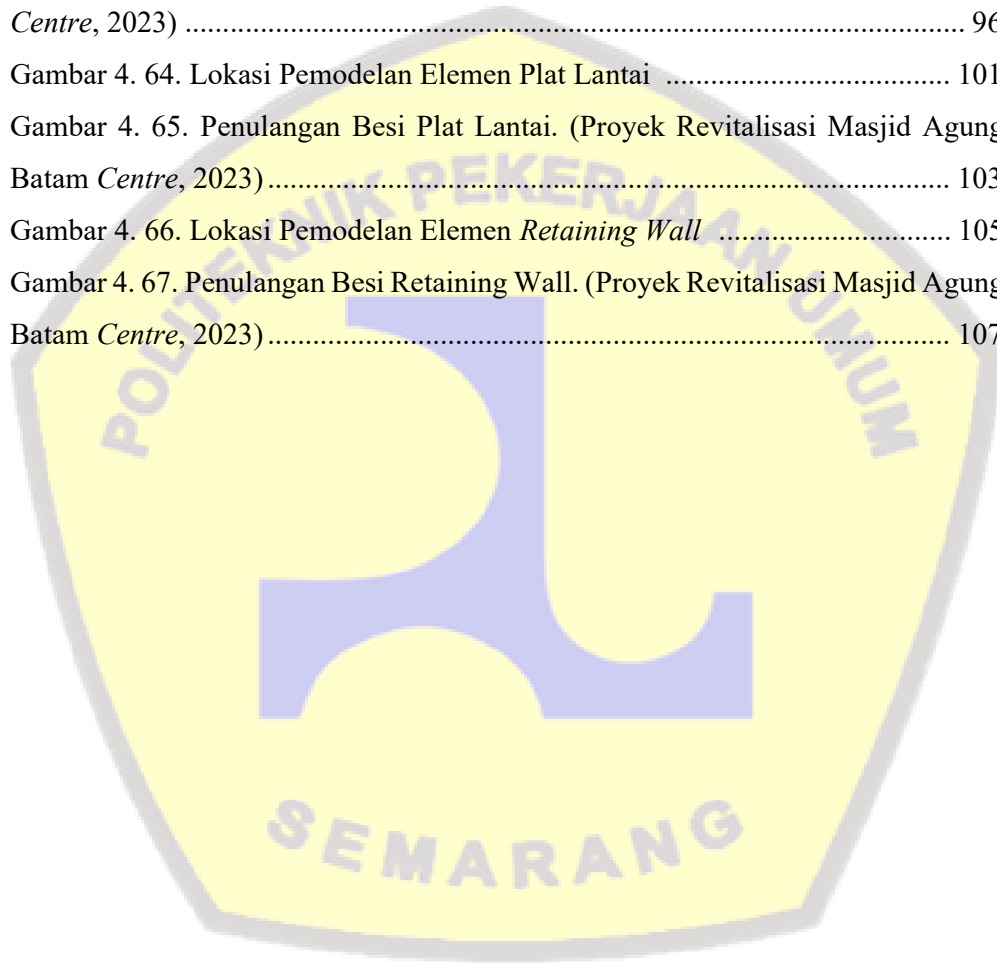 Centre, 2023) ........................................................................................................ 96
Gambar 4. 64. Lokasi Pemodelan Elemen Plat Lantai ...................................... 101
Gambar 4. 65. Penulangan Besi Plat Lantai. (Proyek Revitalisasi Masjid Agung
Batam Centre, 2023) ........................................................................................... 103
Gambar 4. 66. Lokasi Pemodelan Elemen Retaining Wall ............................... 105
Gambar 4. 67. Penulangan Besi Retaining Wall. (Proyek Revitalisasi Masjid Agung
Batam Centre, 2023) ........................................................................................... 107
POLITEKNIK PEKERJAAN UMUM
SEMARANG